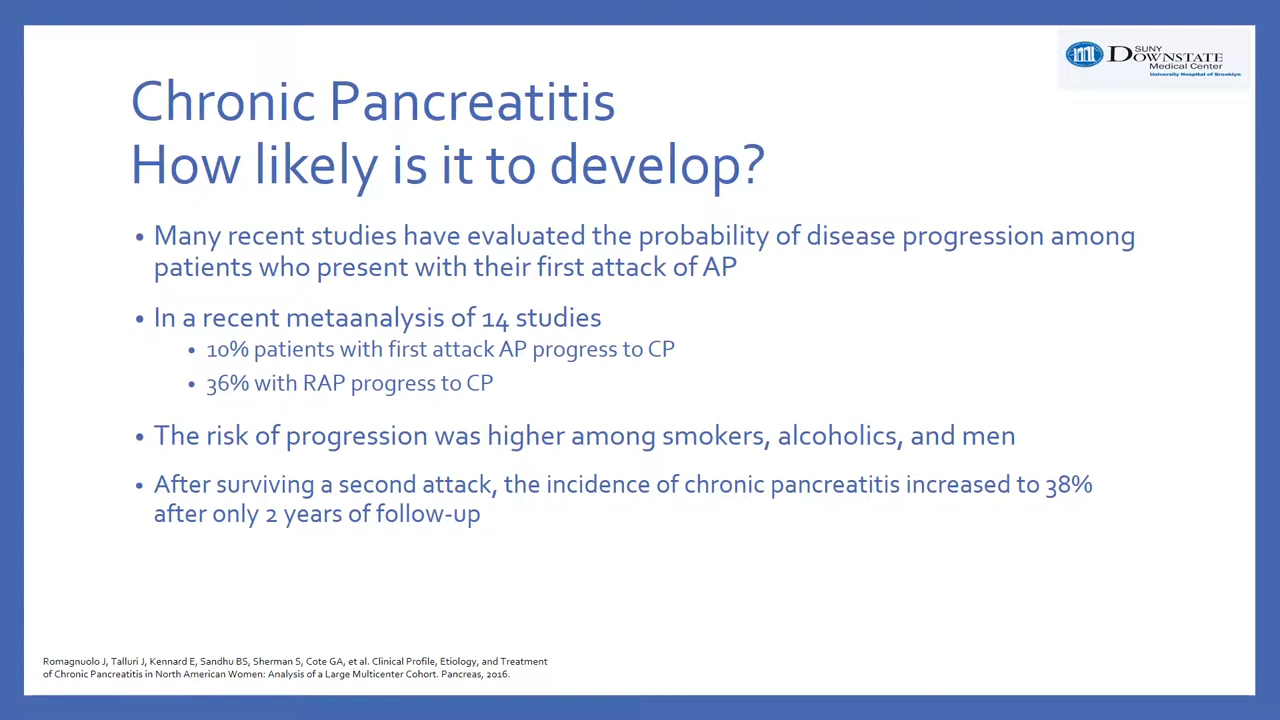 SUNY
DOWNSTATE
Medical Center
University Hospital of Brooklyn
Chronic Pancreatitis
How likely is it to develop?
• Many recent studies have evaluated the probability of disease progression among
patients who present with their first attack of AP
• In a recent metaanalysis of 14 studies
• 10% patients with first attack AP progress to CP
• 36% with RAP progress to CP
• The risk of progression was higher among smokers, alcoholics, and men
• After surviving a second attack, the incidence of chronic pancreatitis increased to 38%
after only 2 years of follow-up
Romagnuolo J, Talluri J, Kennard E, Sandhu BS, Sherman S, Cote GA, et al. Clinical Profile, Etiology, and Treatment
of Chronic Pancreatitis in North American Women: Analysis of a Large Multicenter Cohort. Pancreas, 2016.